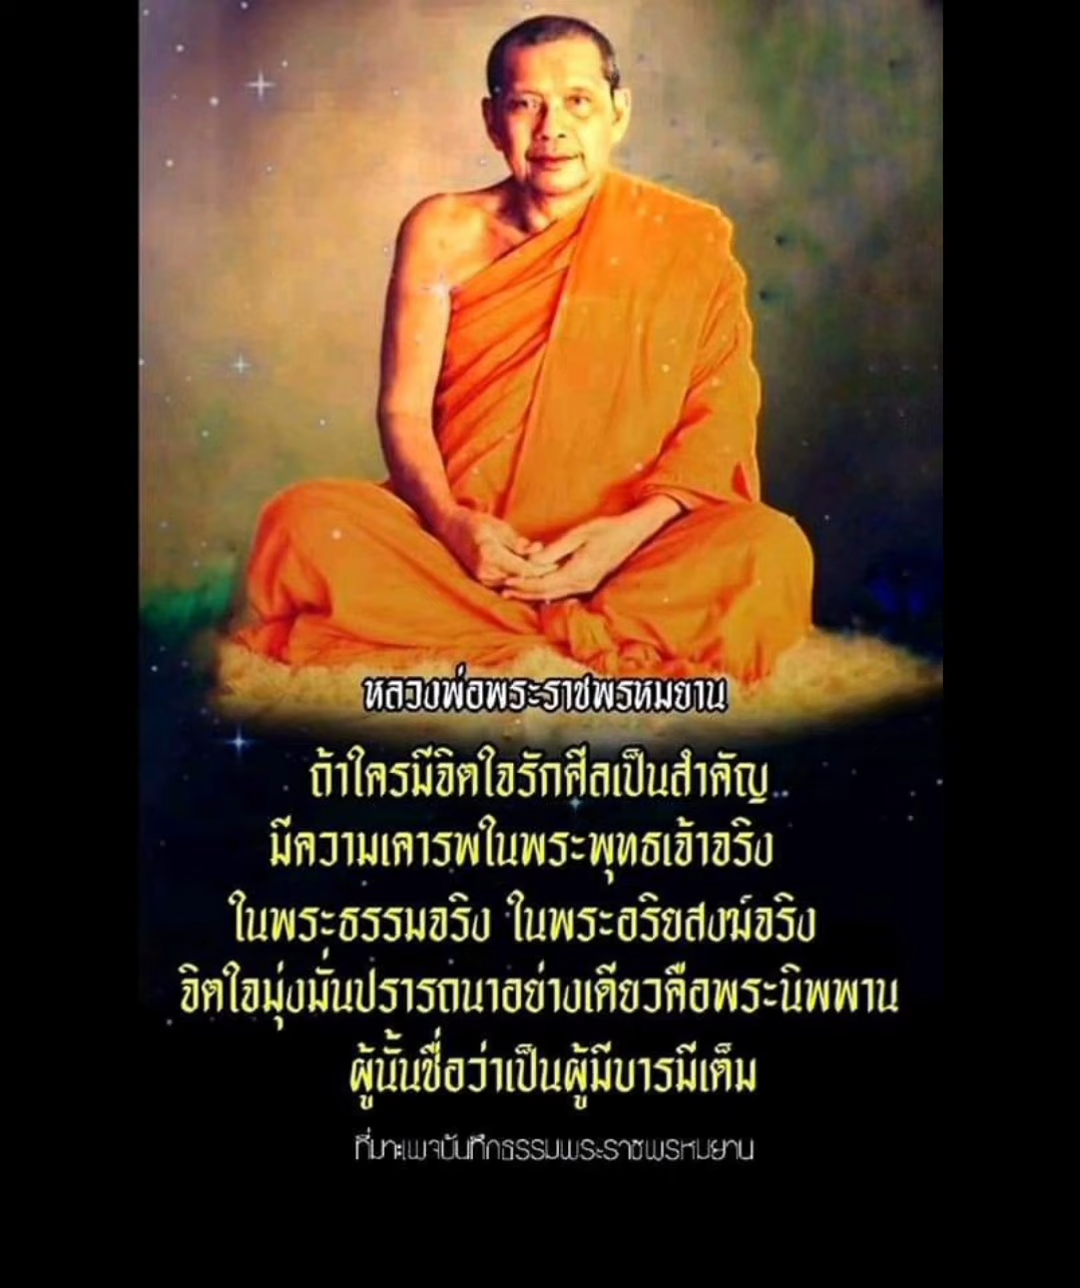 หลวงพ่อพระราชพรหมยาน
ถ้าใครมีจิตใจรักศีลเป็นสำคัญ..
มีความเคารพในพระพุทธเจ้าจริง
ในพระธรรมจริง ในพระอริยสงฆ์จริง
จิตใจมุ่งมั่นปรารถนาอย่างเดียวคือพระนิพพาน
ผู้นั้นชื่อว่าเป็นผู้มีบารมีเต็ม
ที่มา:เพจบันทึกธรรมพระราชพรหมยาน